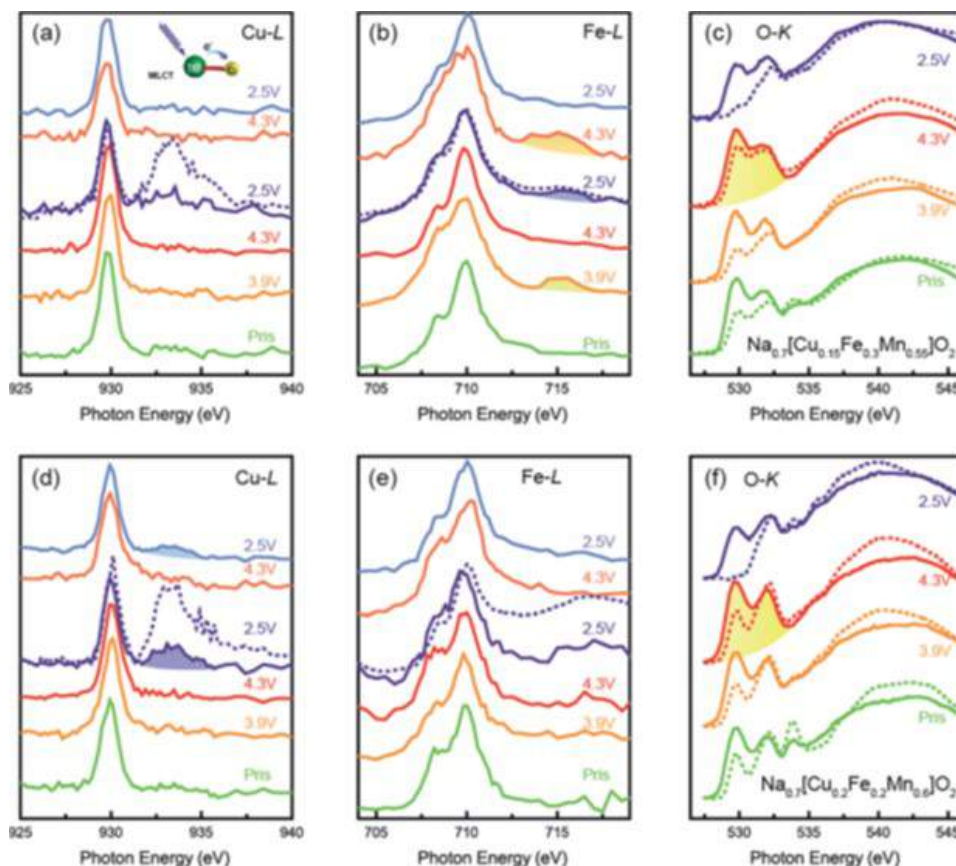 (a)
Cu-L
MLCT
e⁻
2.5V
4.3V
2.5V
4.3V
3.9V
Pris
925 930 935 940
Photon Energy (eV)
(b)
Fe-L
2.5V
4.3V
2.5V
4.3V
3.9V
Pris
705 710 715
Photon Energy (eV)
(c)
O-K
2.5V
4.3V
3.9V
Pris
Na0.7[Cu0.15Fe0.3Mn0.55]O2
530 535 540 545
Photon Energy (eV)
(d)
Cu-L
2.5V
4.3V
2.5V
4.3V
3.9V
Pris
925 930 935 940
Photon Energy (eV)
(e)
Fe-L
2.5V
4.3V
2.5V
4.3V
3.9V
Pris
705 710 715
Photon Energy (eV)
(f)
O-K
2.5V
4.3V
3.9V
Pris
Na0.7[Cu0.2Fe0.2Mn0.6]O2
530 535 540 545
Photon Energy (eV)